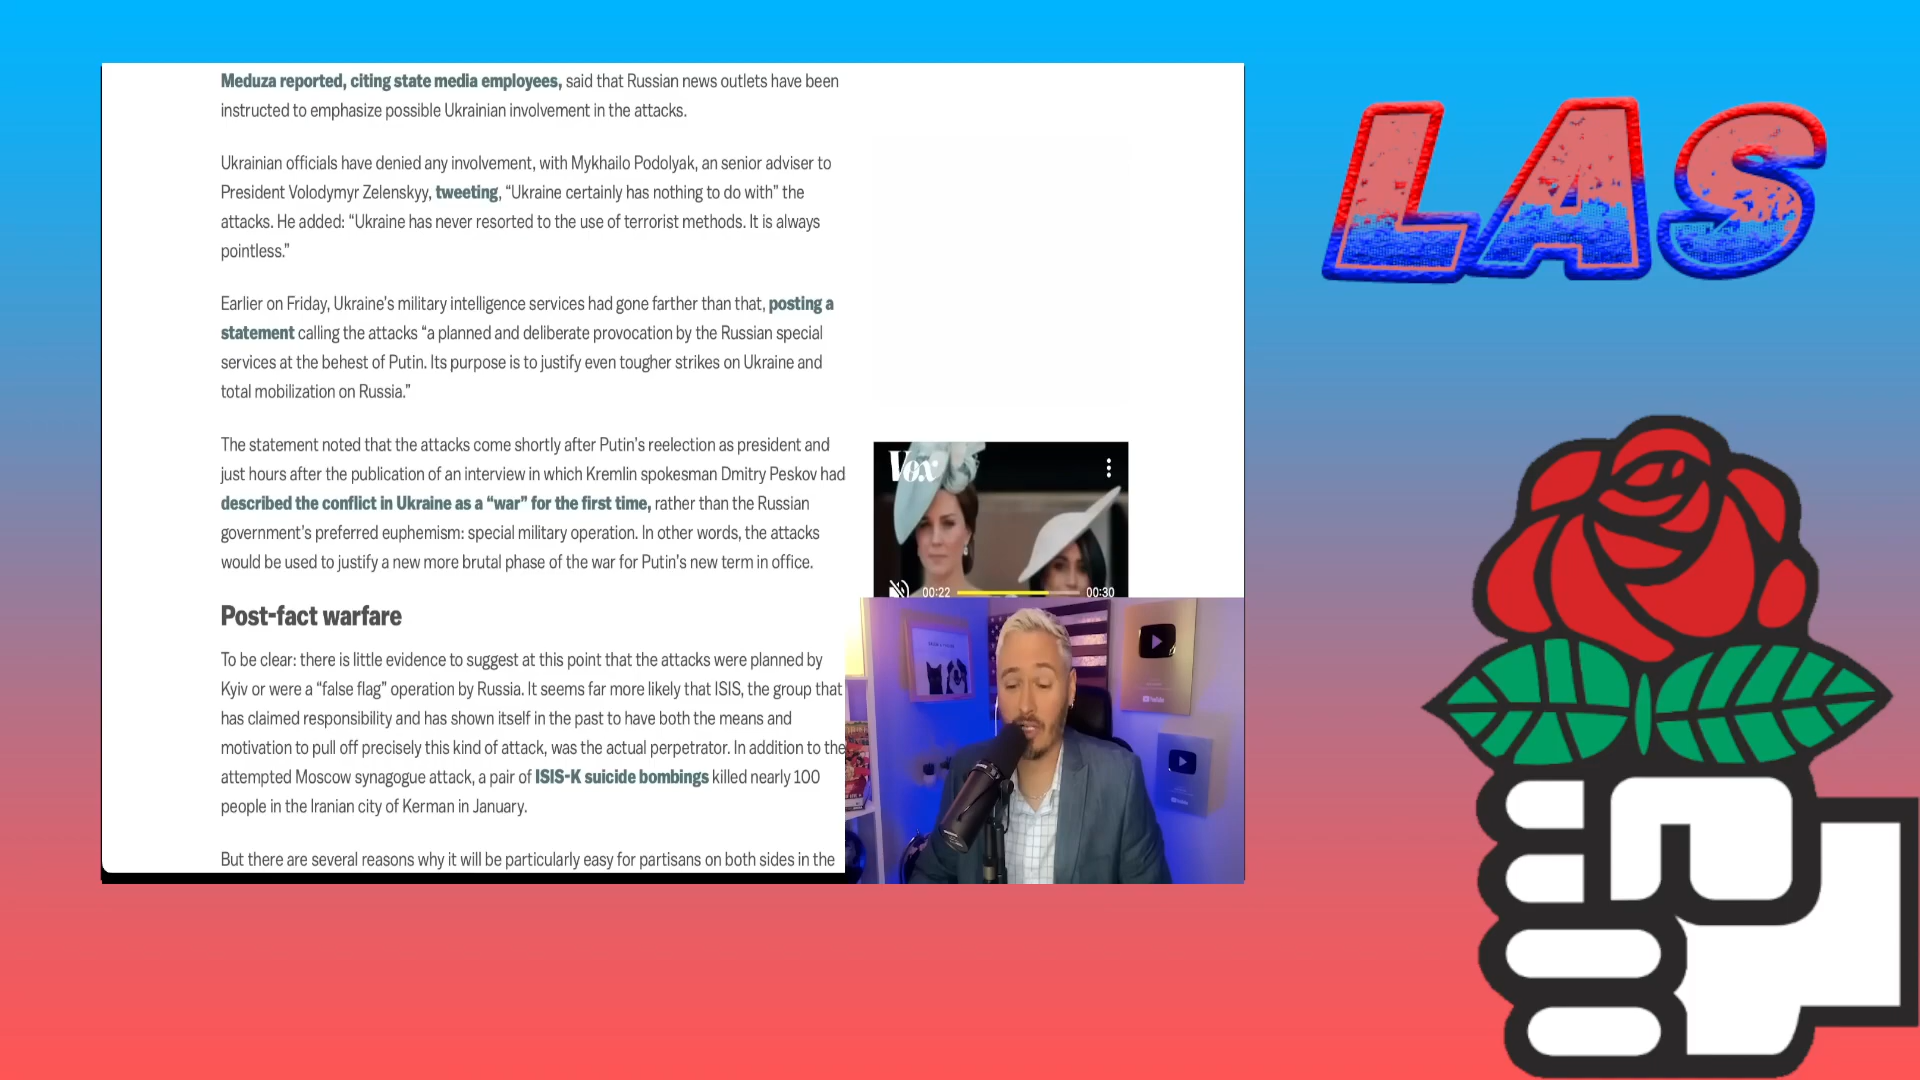 Meduza reported, citing state media employees, said that Russian news outlets have been
instructed to emphasize possible Ukrainian involvement in the attacks.
Ukrainian officials have denied any involvement, with Mykhailo Podolyak, an senior adviser to
President Volodymyr Zelenskyy, tweeting, “Ukraine certainly has nothing to do with” the
attacks. He added: “Ukraine has never resorted to the use of terrorist methods. It is always
pointless.”
Earlier on Friday, Ukraine’s military intelligence services had gone farther than that, posting a
statement calling the attacks “a planned and deliberate provocation by the Russian special
services at the behest of Putin. Its purpose is to justify even tougher strikes on Ukraine and
total mobilization on Russia.”
The statement noted that the attacks come shortly after Putin’s reelection as president and
just hours after the publication of an interview in which Kremlin spokesman Dmitry Peskov had
described the conflict in Ukraine as a “war” for the first time, rather than the Russian
government’s preferred euphemism: special military operation. In other words, the attacks
would be used to justify a new more brutal phase of the war for Putin’s new term in office.
Post-fact warfare
To be clear: there is little evidence to suggest at this point that the attacks were planned by
Kyiv or were a “false flag” operation by Russia. It seems far more likely that ISIS, the group that
has claimed responsibility and has shown itself in the past to have both the means and
motivation to pull off precisely this kind of attack, was the actual perpetrator. In addition to the
attempted Moscow synagogue attack, a pair of ISIS-K suicide bombings killed nearly 100
people in the Iranian city of Kerman in January.
But there are several reasons why it will be particularly easy for partisans on both sides in the
Vox
00:22 00:30
LAS